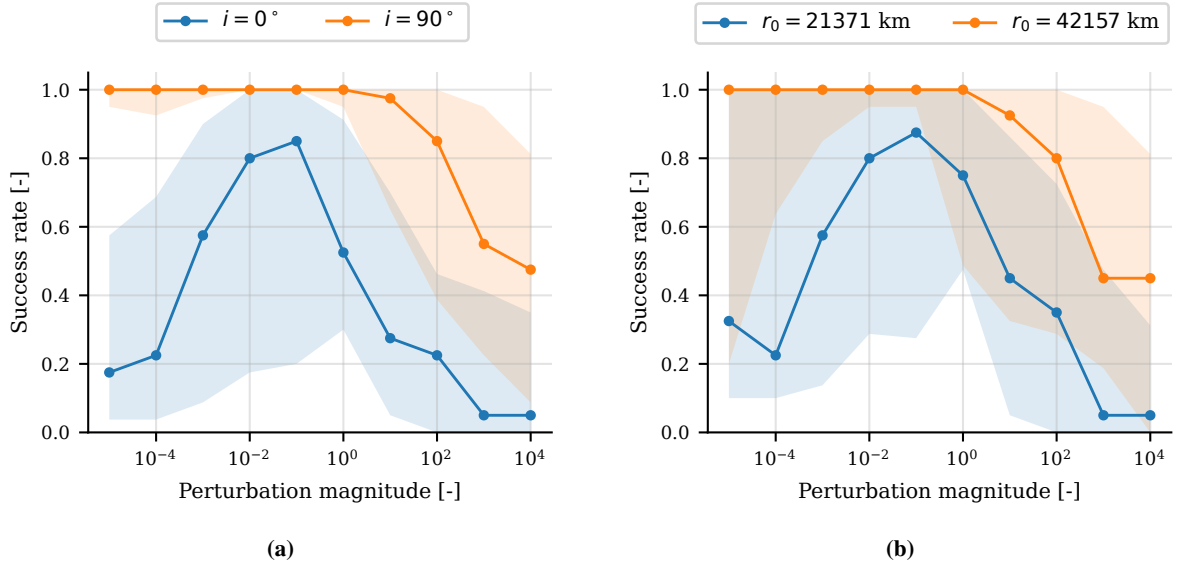 i = 0° i = 90°
Success rate [-]
1.0
0.8
0.6
0.4
0.2
0.0
10⁻⁴ 10⁻² 10⁰ 10² 10⁴
Perturbation magnitude [-]
(a)
r₀ = 21371 km r₀ = 42157 km
Success rate [-]
1.0
0.8
0.6
0.4
0.2
0.0
10⁻⁴ 10⁻² 10⁰ 10² 10⁴
Perturbation magnitude [-]
(b)